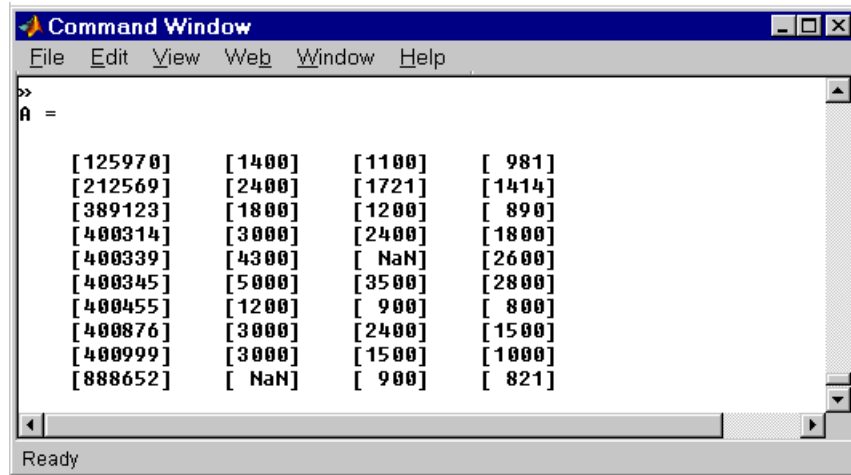 Command Window
File Edit View Web Window Help
»
A =
[125970] [1400] [1100] [ 981]
[212569] [2400] [1721] [1414]
[389123] [1800] [1200] [ 890]
[400314] [3000] [2400] [1800]
[400339] [4300] [ NaN] [2600]
[400345] [5000] [3500] [2800]
[400455] [1200] [ 900] [ 800]
[400876] [3000] [2400] [1500]
[400999] [3000] [1500] [1000]
[888652] [ NaN] [ 900] [ 821]
Ready